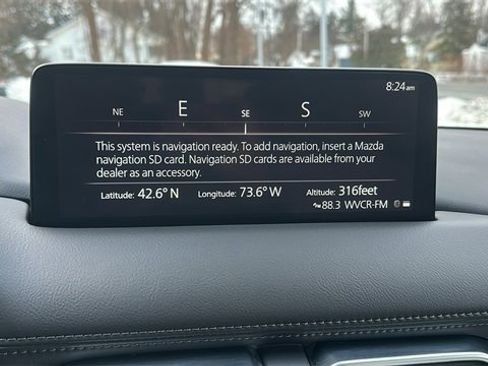 8:24am
NE E SE S SW
This system is navigation ready. To add navigation, insert a Mazda
navigation SD card. Navigation SD cards are available from your
dealer as an accessory.
Latitude: 42.6° N Longitude: 73.6° W Altitude: 316feet
88.3 WVCR-FM